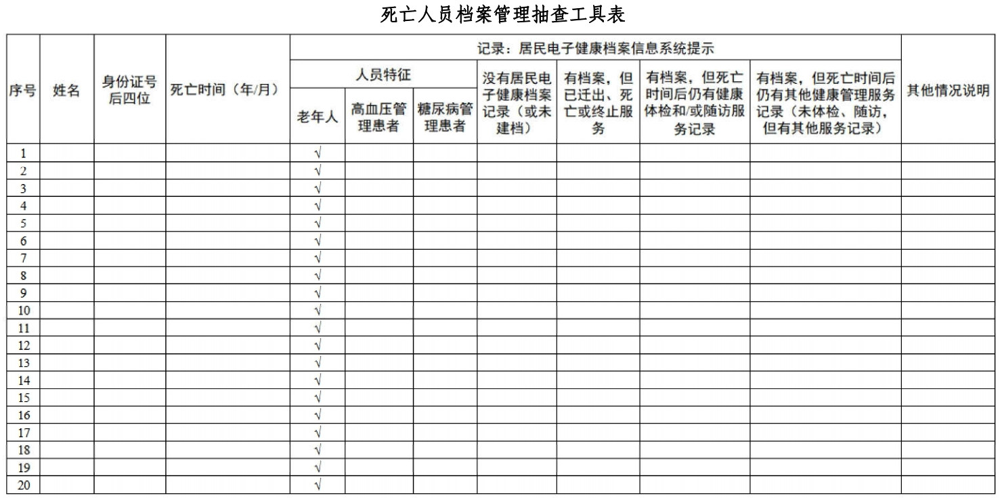 死亡人员档案管理抽查工具表
记录：居民电子健康档案信息系统提示
序号
姓名
身份证号
后四位
死亡时间（年/月）
人员特征
老年人
高血压管
理患者
糖尿病管
理患者
没有居民电
子健康档案
记录（或未
建档）
有档案，但
已迁出、死
亡或终止服
务
有档案，但死亡
时间后仍有健康
体检和/或随访服
务记录
有档案，但死亡时间后
仍有其他健康管理服务
记录（未体检、随访，
但有其他服务记录）
其他情况说明
1 √
2 √
3 √
4 √
5 √
6 √
7 √
8 √
9 √
10 √
11 √
12 √
13 √
14 √
15 √
16 √
17 √
18 √
19 √
20 √